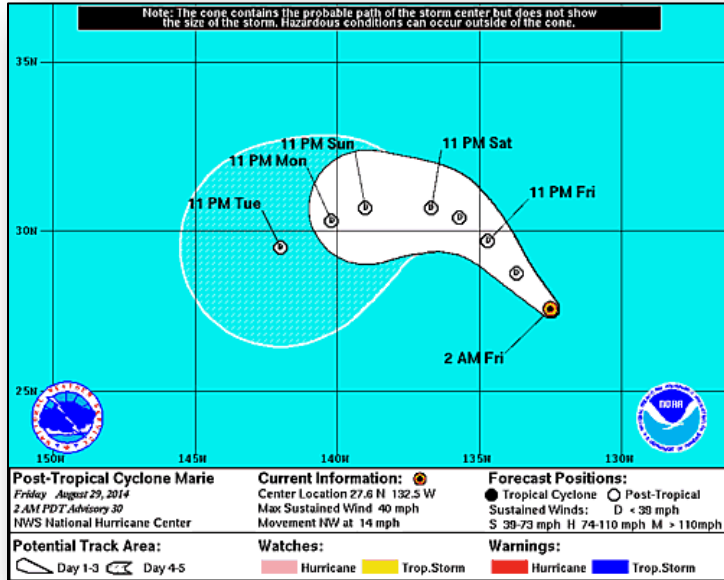 Note: The cone contains the probable path of the storm center but does not show
the size of the storm. Hazardous conditions can occur outside of the cone.
35N
11 PM Sun
11 PM Sat
11 PM Mon
11 PM Fri
11 PM Tue
30N
D
D
D
D
D
D
D
2 AM Fri
25N
NOAA
150W
145W
140W
135W
130W
Post-Tropical Cyclone Marie
Friday August 29, 2014
2 AM PDT Advisory 30
NWS National Hurricane Center
Current Information:
Center Location 27.6 N 132.5 W
Max Sustained Wind 40 mph
Movement NW at 14 mph
Forecast Positions:
Tropical Cyclone Post-Tropical
Sustained Winds: D < 39 mph
S 39-73 mph H 74-110 mph M > 110mph
Potential Track Area:
Day 1-3 Day 4-5
Watches:
Hurricane Trop.Storm
Warnings:
Hurricane Trop.Storm